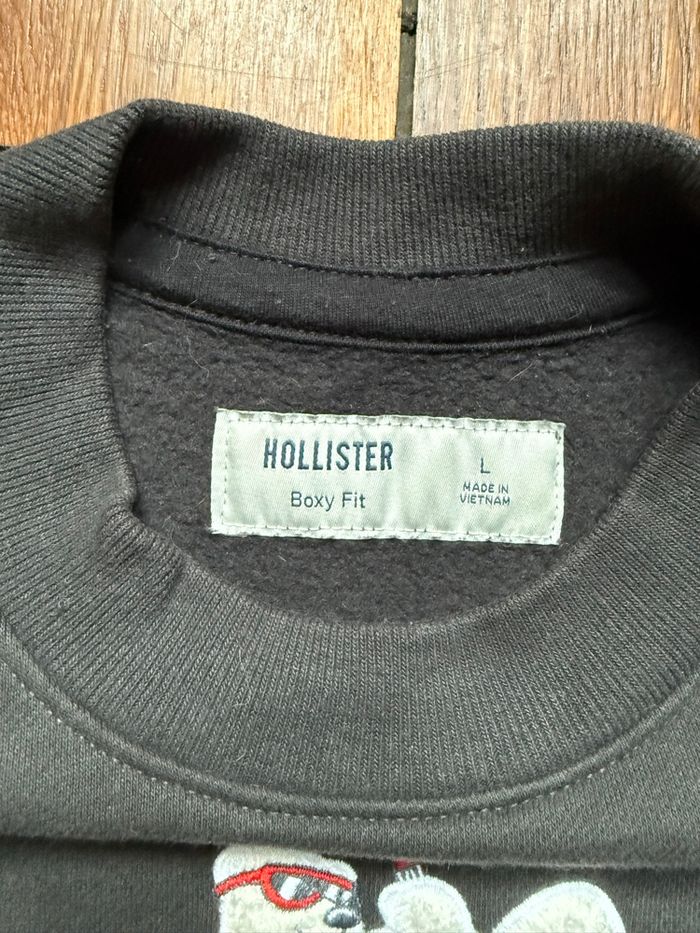 HOLLISTER
Boxy Fit
L
MADE IN
VIETNAM